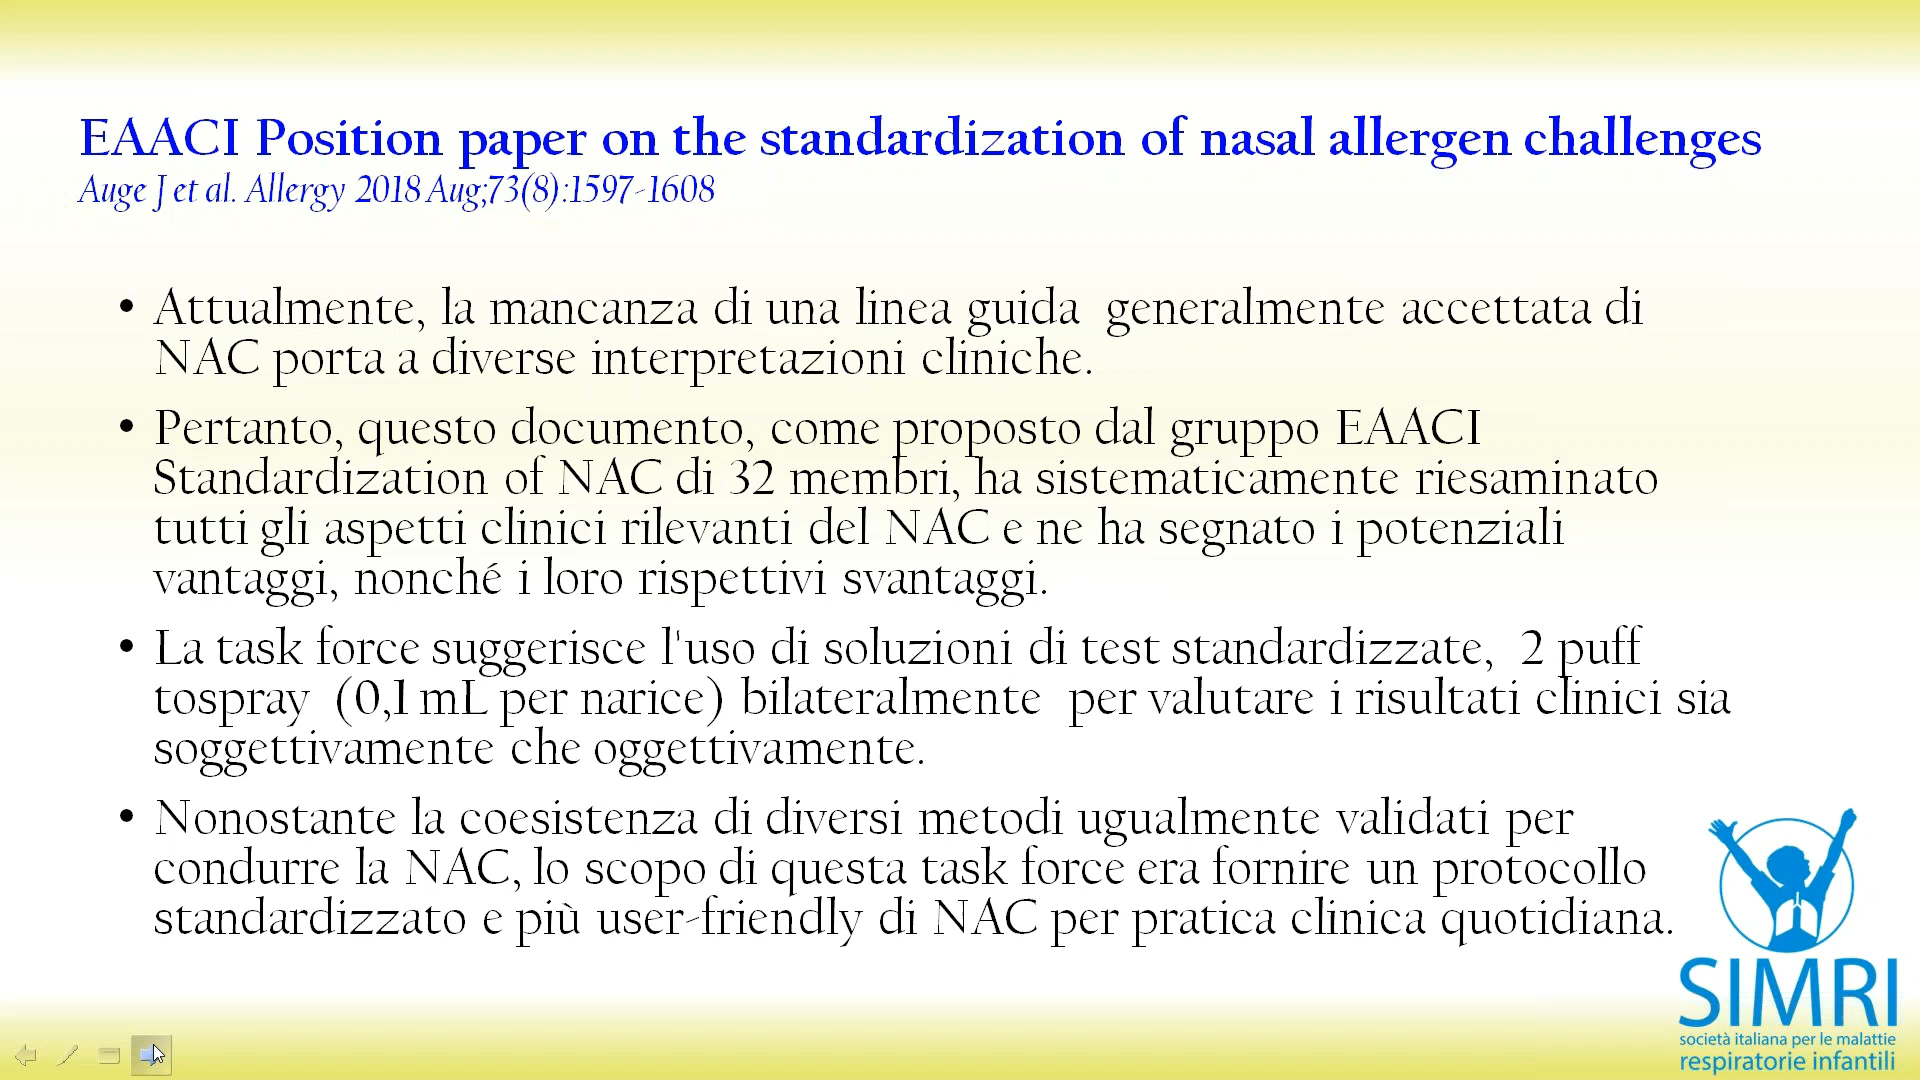 EAACI Position paper on the standardization of nasal allergen challenges
Auge J et al. Allergy 2018 Aug;73(8):1597-1608
• Attualmente, la mancanza di una linea guida generalmente accettata di
NAC porta a diverse interpretazioni cliniche.
• Pertanto, questo documento, come proposto dal gruppo EAACI
Standardization of NAC di 32 membri, ha sistematicamente riesaminato
tutti gli aspetti clinici rilevanti del NAC e ne ha segnato i potenziali
vantaggi, nonché i loro rispettivi svantaggi.
• La task force suggerisce l'uso di soluzioni di test standardizzate, 2 puff
tospray (0,1 mL per narice) bilateralmente per valutare i risultati clinici sia
soggettivamente che oggettivamente.
• Nonostante la coesistenza di diversi metodi ugualmente validati per
condurre la NAC, lo scopo di questa task force era fornire un protocollo
standardizzato e più user-friendly di NAC per pratica clinica quotidiana.
SIMRI
società italiana per le malattie
respiratorie infantili